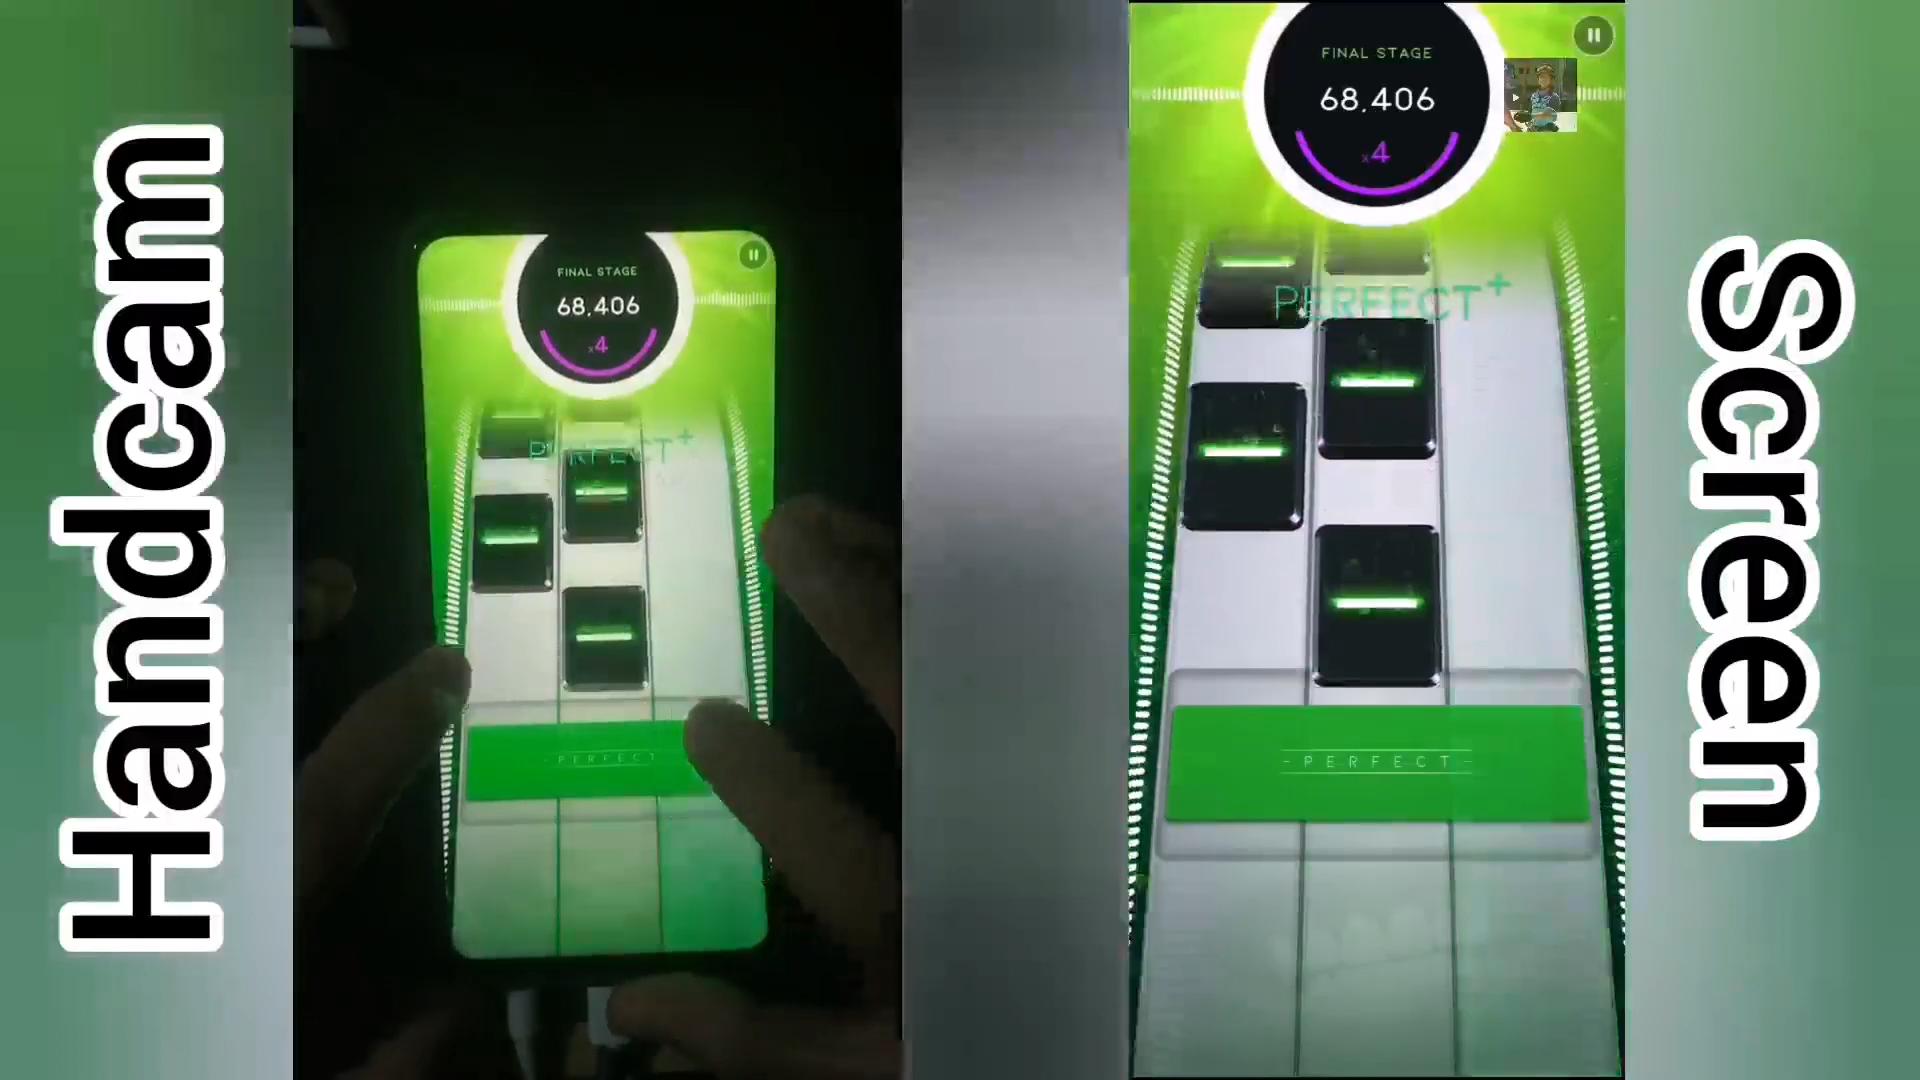 Handcam
FINAL STAGE
68,406
x4
PERFECT+
- PERFECT
FINAL STAGE
68,406
x4
PERFECT+
- PERFECT -
Screen